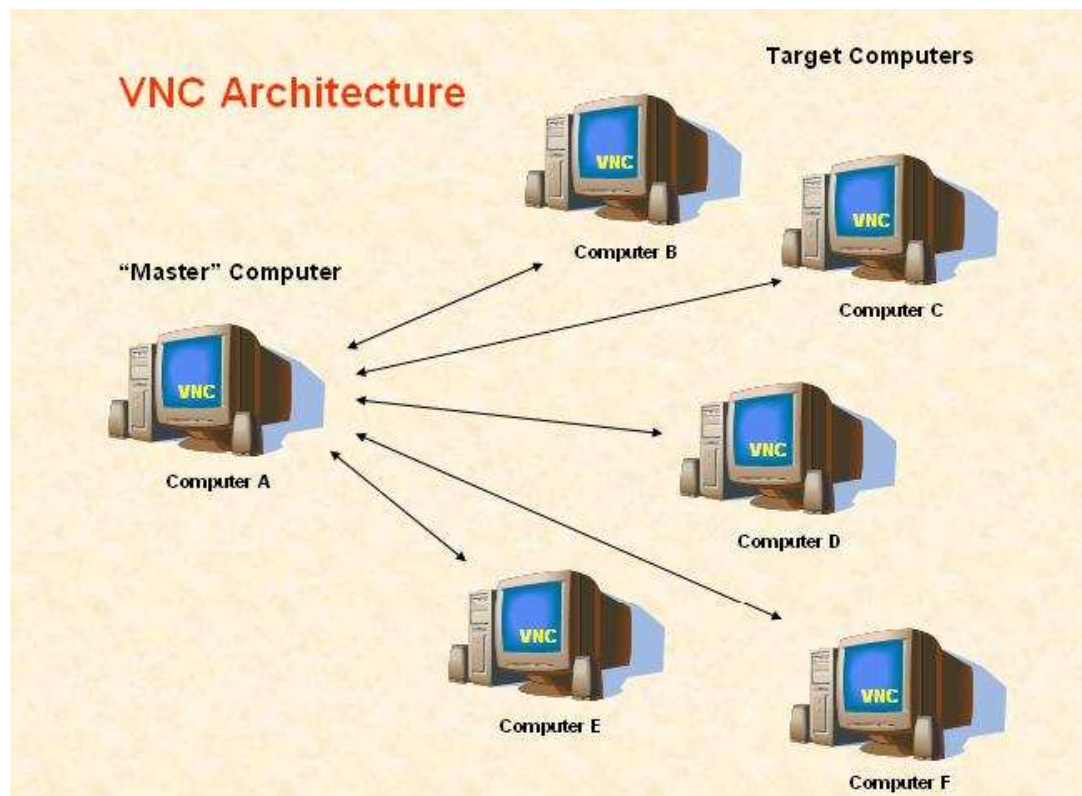 Target Computers
VNC Architecture
VNC
Computer B
VNC
Computer C
"Master" Computer
VNC
Computer A
VNC
Computer D
VNC
Computer E
VNC
Computer F